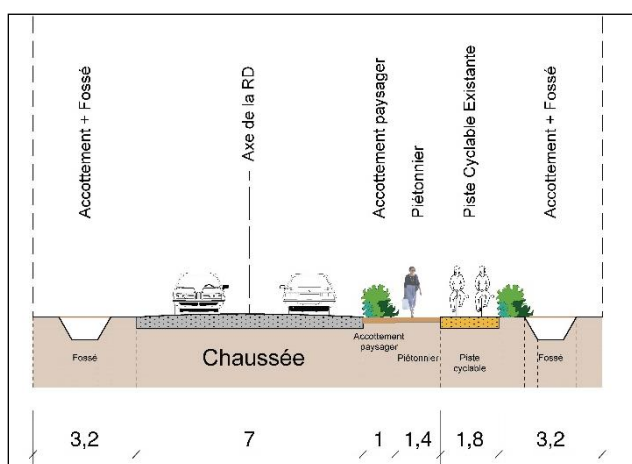 Accottement + Fossé
Axe de la RD
Accottement paysager
Piétonnier
Piste Cyclable Existante
Accottement + Fossé
Fossé
Chaussée
Accottement
paysager
Piétonnier
Piste
cyclable
Fossé
3,2
7
1
1,4
1,8
3,2